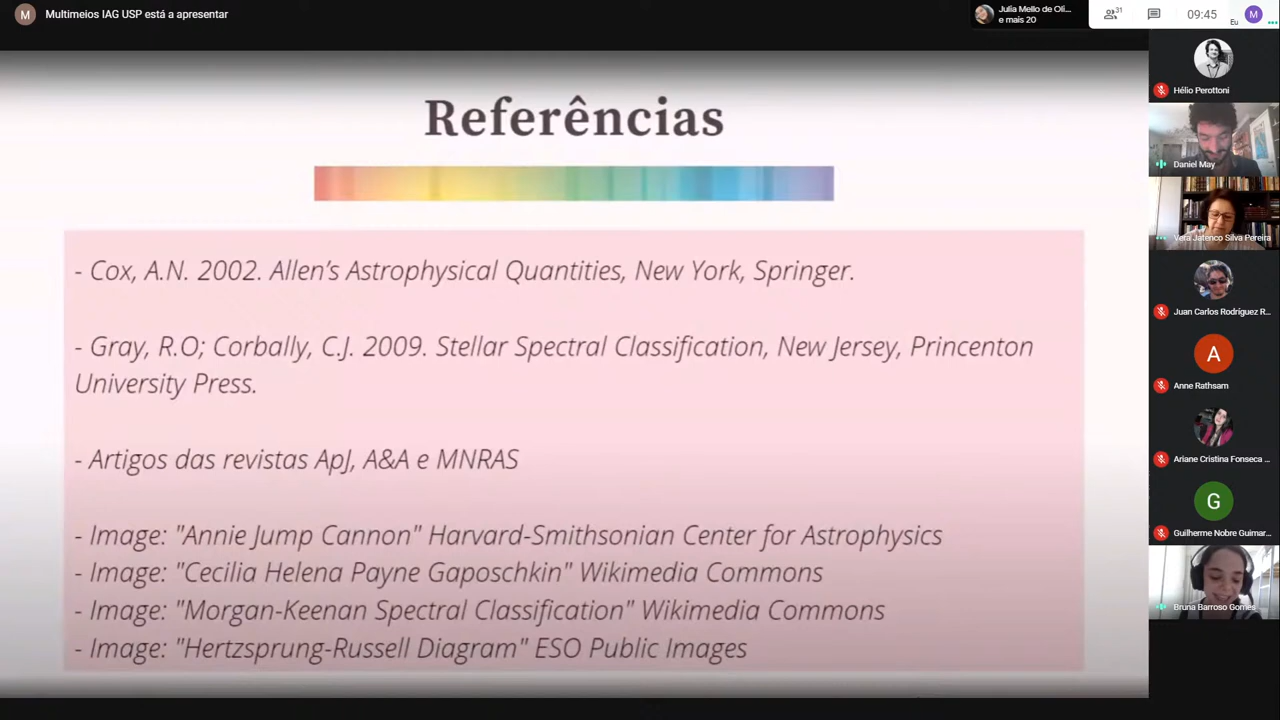 Multimeios IAG USP está a apresentar
Julia Mello de Oli...
e mais 20
31
09:45
Eu
M
M
Referências
- Cox, A.N. 2002. Allen's Astrophysical Quantities, New York, Springer.
- Gray, R.O; Corbally, C.J. 2009. Stellar Spectral Classification, New Jersey, Princenton
University Press.
- Artigos das revistas ApJ, A&A e MNRAS
- Image: "Annie Jump Cannon" Harvard-Smithsonian Center for Astrophysics
- Image: "Cecilia Helena Payne Gaposchkin" Wikimedia Commons
- Image: "Morgan-Keenan Spectral Classification" Wikimedia Commons
- Image: "Hertzsprung-Russell Diagram" ESO Public Images
Hélio Perottoni
Daniel May
Vera Jatenco Silva Pereira
Juan Carlos Rodríguez R...
A
Anne Rathsam
Ariane Cristina Fonseca ...
G
Guilherme Nobre Guimar...
Bruna Barroso Gomes